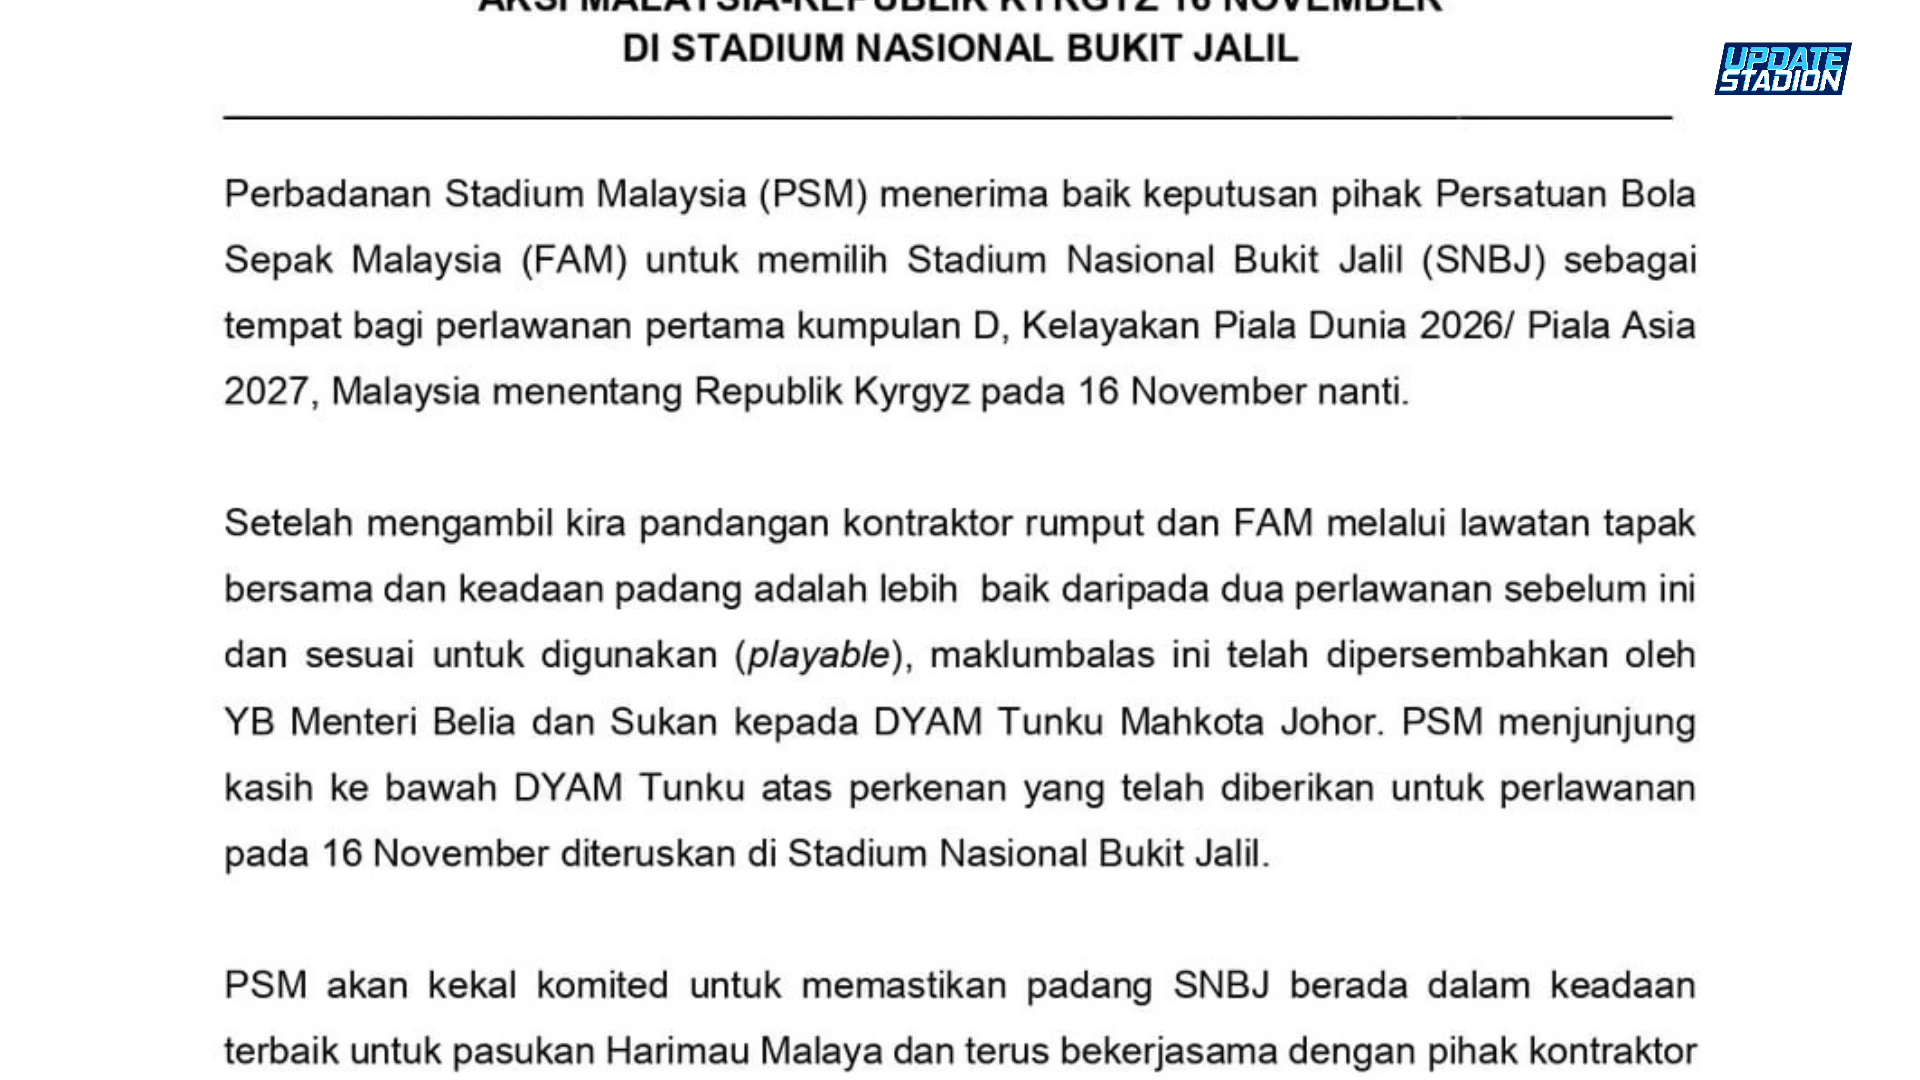 AKSI MALAYSIA-REPUBLIK KYRGYZ 16 NOVEMBER
DI STADIUM NASIONAL BUKIT JALIL
UPDATE
STADION
Perbadanan Stadium Malaysia (PSM) menerima baik keputusan pihak Persatuan Bola
Sepak Malaysia (FAM) untuk memilih Stadium Nasional Bukit Jalil (SNBJ) sebagai
tempat bagi perlawanan pertama kumpulan D, Kelayakan Piala Dunia 2026/ Piala Asia
2027, Malaysia menentang Republik Kyrgyz pada 16 November nanti.
Setelah mengambil kira pandangan kontraktor rumput dan FAM melalui lawatan tapak
bersama dan keadaan padang adalah lebih  baik daripada dua perlawanan sebelum ini
dan sesuai untuk digunakan (playable), maklumbalas ini telah dipersembahkan oleh
YB Menteri Belia dan Sukan kepada DYAM Tunku Mahkota Johor. PSM menjunjung
kasih ke bawah DYAM Tunku atas perkenan yang telah diberikan untuk perlawanan
pada 16 November diteruskan di Stadium Nasional Bukit Jalil.
PSM akan kekal komited untuk memastikan padang SNBJ berada dalam keadaan
terbaik untuk pasukan Harimau Malaya dan terus bekerjasama dengan pihak kontraktor